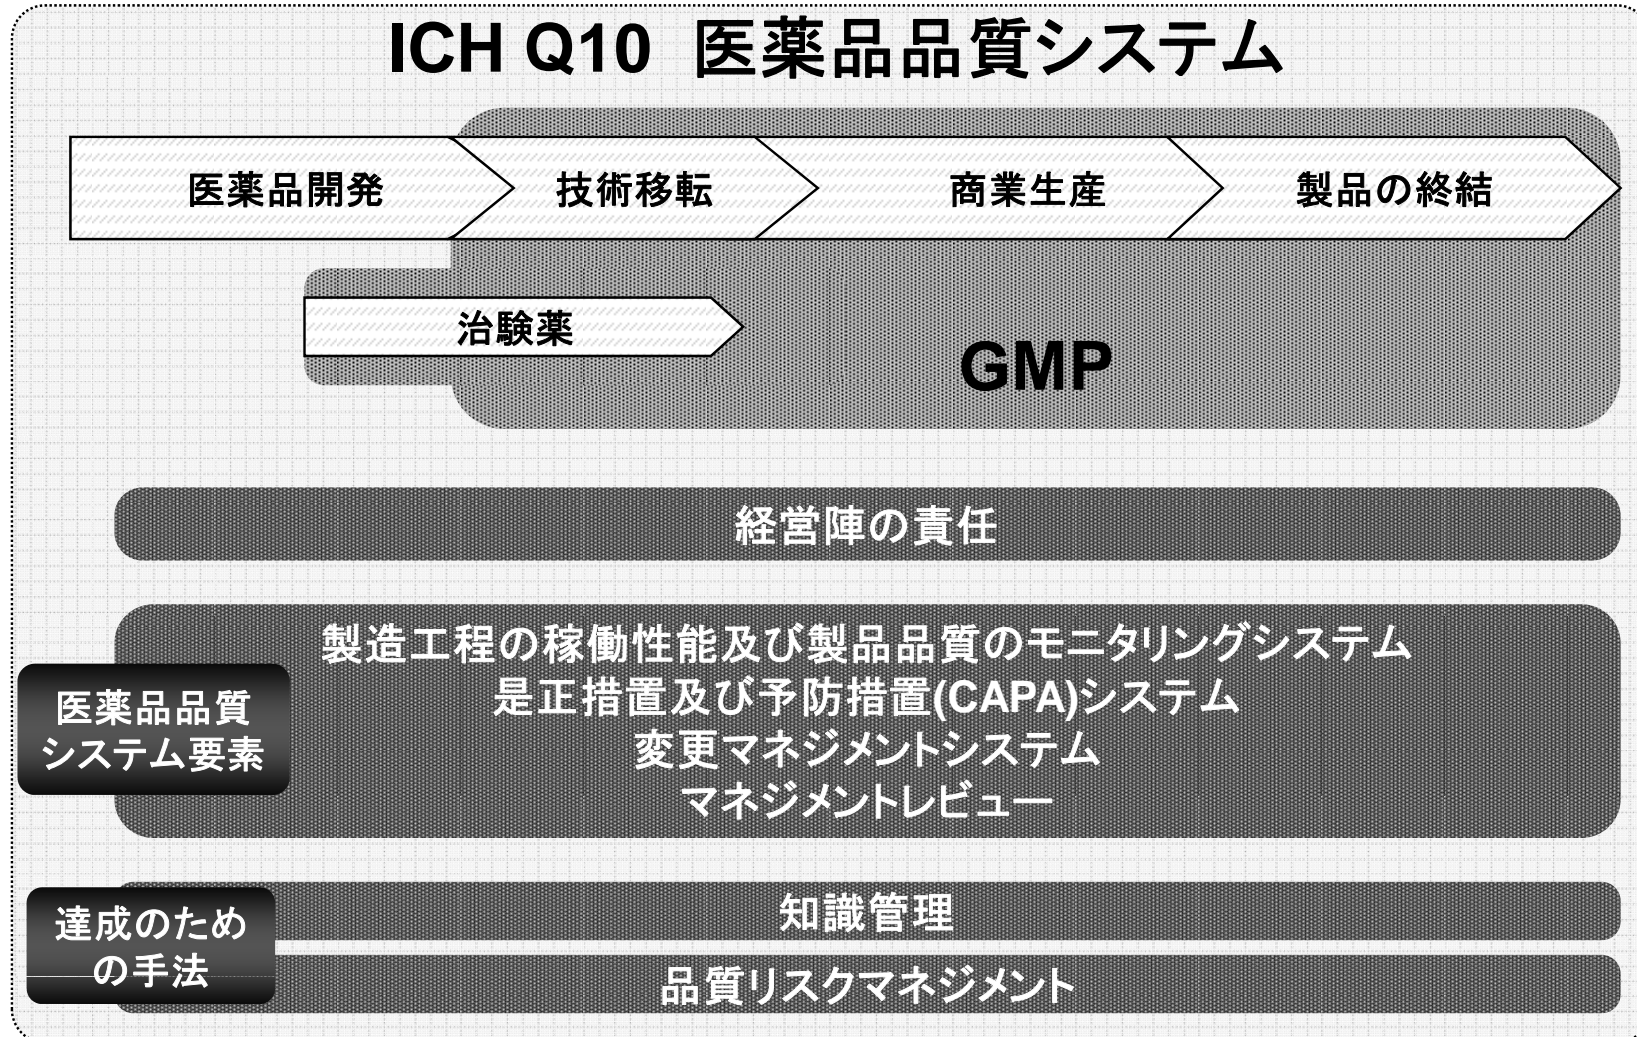 ICH Q10 医薬品品質システム
医薬品開発
技術移転
商業生産
製品の終結
治験薬
GMP
経営陣の責任
製造工程の稼働性能及び製品品質のモニタリングシステム
是正措置及び予防措置(CAPA)システム
変更マネジメントシステム
マネジメントレビュー
医薬品品質
システム要素
知識管理
達成のため
の手法
品質リスクマネジメント